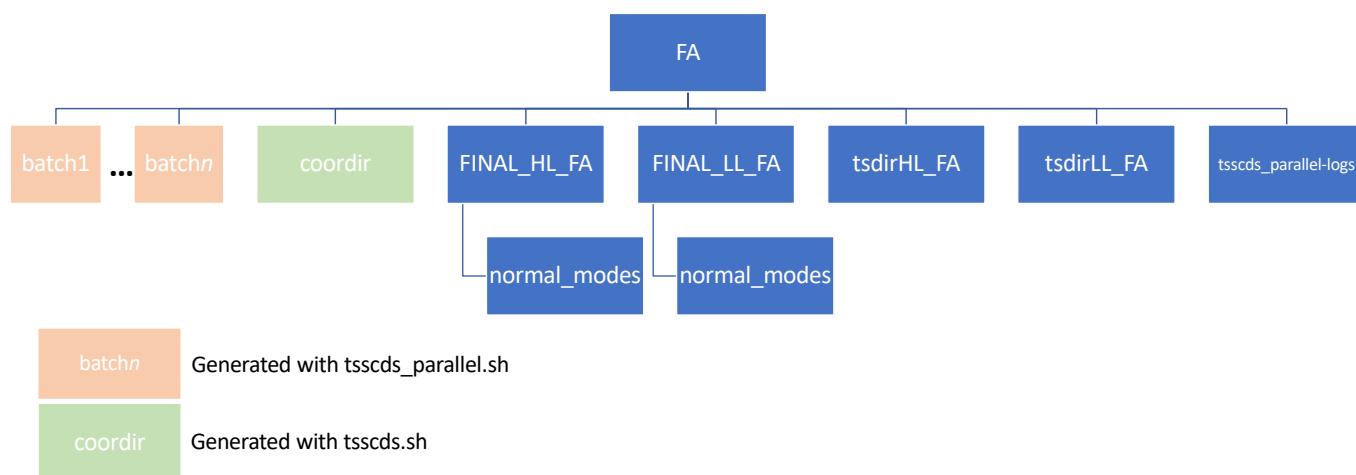 FA
batch1
...
batchn
coordir
FINAL_HL_FA
FINAL_LL_FA
tsdirHL_FA
tsdirLL_FA
tsscds_parallel-logs
normal_modes
normal_modes
batchn
Generated with tsscds_parallel.sh
coordir
Generated with tsscds.sh